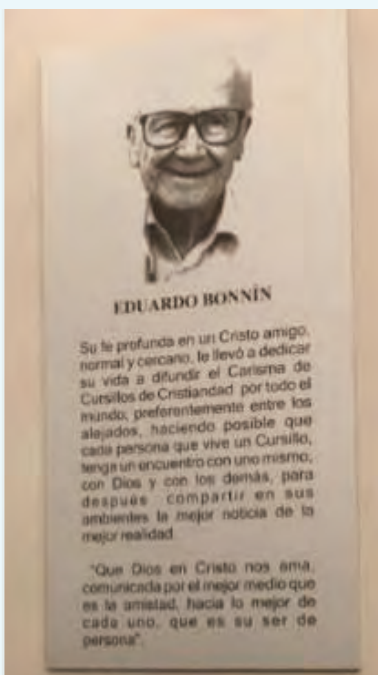 EDUARDO BONNÍN
Su fe profunda en un Cristo amigo,
normal y cercano, le llevó a dedicar
su vida a difundir el Carisma de
Cursillos de Cristiandad por todo el
mundo, preferentemente entre los
alejados, haciendo posible que
cada persona que vive un Cursillo,
tenga un encuentro con uno mismo,
con Dios y con los demás, para
después compartir en sus
ambientes la mejor noticia de la
mejor realidad.
"Que Dios en Cristo nos ama,
comunicada por el mejor medio que
es la amistad, hacia lo mejor de
cada uno, que es su ser de
persona".